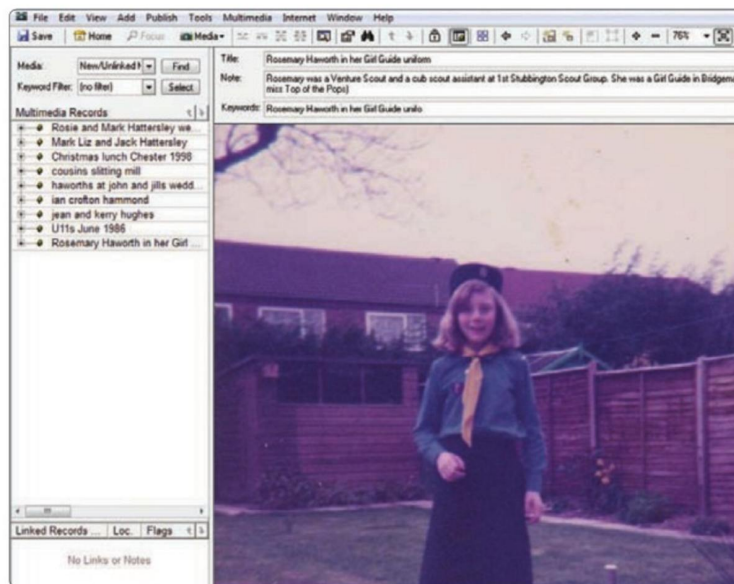 File Edit View Add Publish Tools Multimedia Internet Window Help
Save Home Focus Media 76%
Media: New/Unlinked Find
Keyword Filter: (no filter) Select
Multimedia Records
Rosie and Mark Hattersley we...
Mark Liz and Jack Hattersley
Christmas lunch Chester 1998
cousins slitting mill
haworths at john and jills wedd...
ian crofton hammond
jean and kerry hughes
U11s June 1986
Rosemary Haworth in her Girl ...
Linked Records ... Loc. Flags
No Links or Notes
Title: Rosemary Haworth in her Girl Guide uniform
Note: Rosemary was a Venture Scout and a cub scout assistant at 1st Stubbington Scout Group. She was a Girl Guide in
miss Top of the Pops)
Keywords: Rosemary Haworth in her Girl Guide unifo